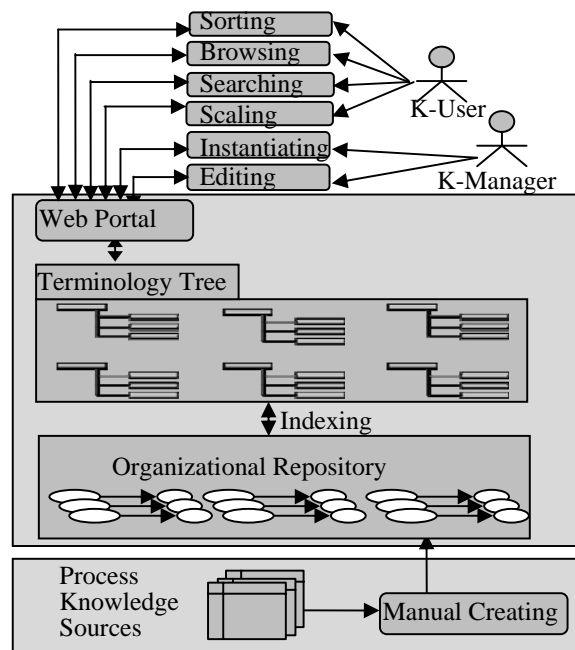 Sorting
Browsing
Searching
Scaling
K-User
Instantiating
Editing
K-Manager
Web Portal
Terminology Tree
Indexing
Organizational Repository
Process
Knowledge
Sources
Manual Creating